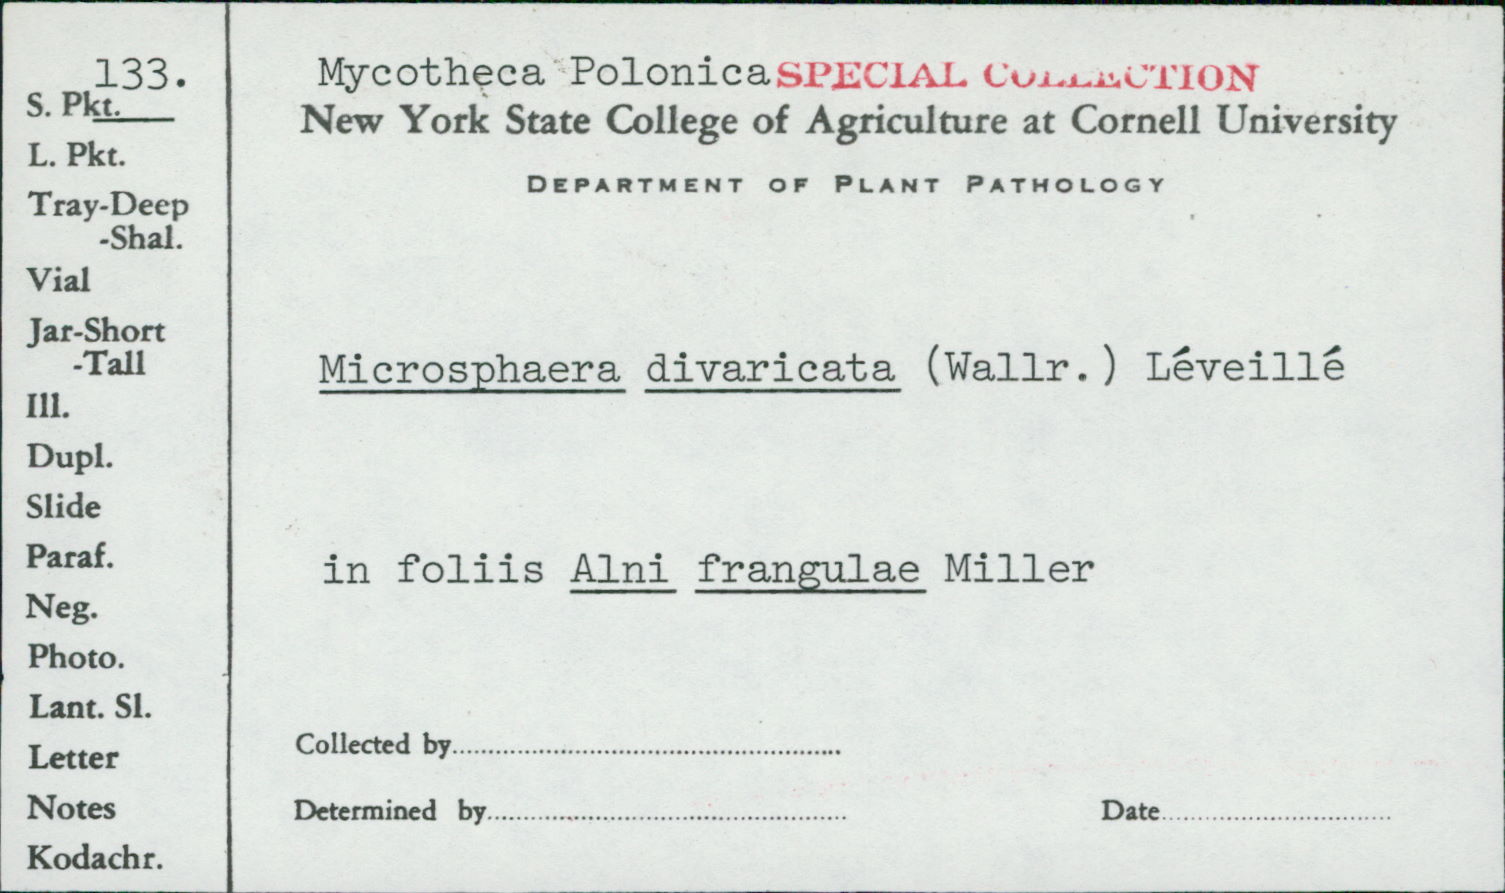 133.
S. Pkt.
L. Pkt.
Tray-Deep
-Shal.
Vial
Jar-Short
-Tall
Ill.
Dupl.
Slide
Paraf.
Neg.
Photo.
Lant. Sl.
Letter
Notes
Kodachr.
Mycotheca Polonica SPECIAL COLLECTION
New York State College of Agriculture at Cornell University
DEPARTMENT OF PLANT PATHOLOGY
Microsphaera divaricata (Wallr.) Léveillé
in foliis Alni frangulae Miller
Collected by
Determined by
Date